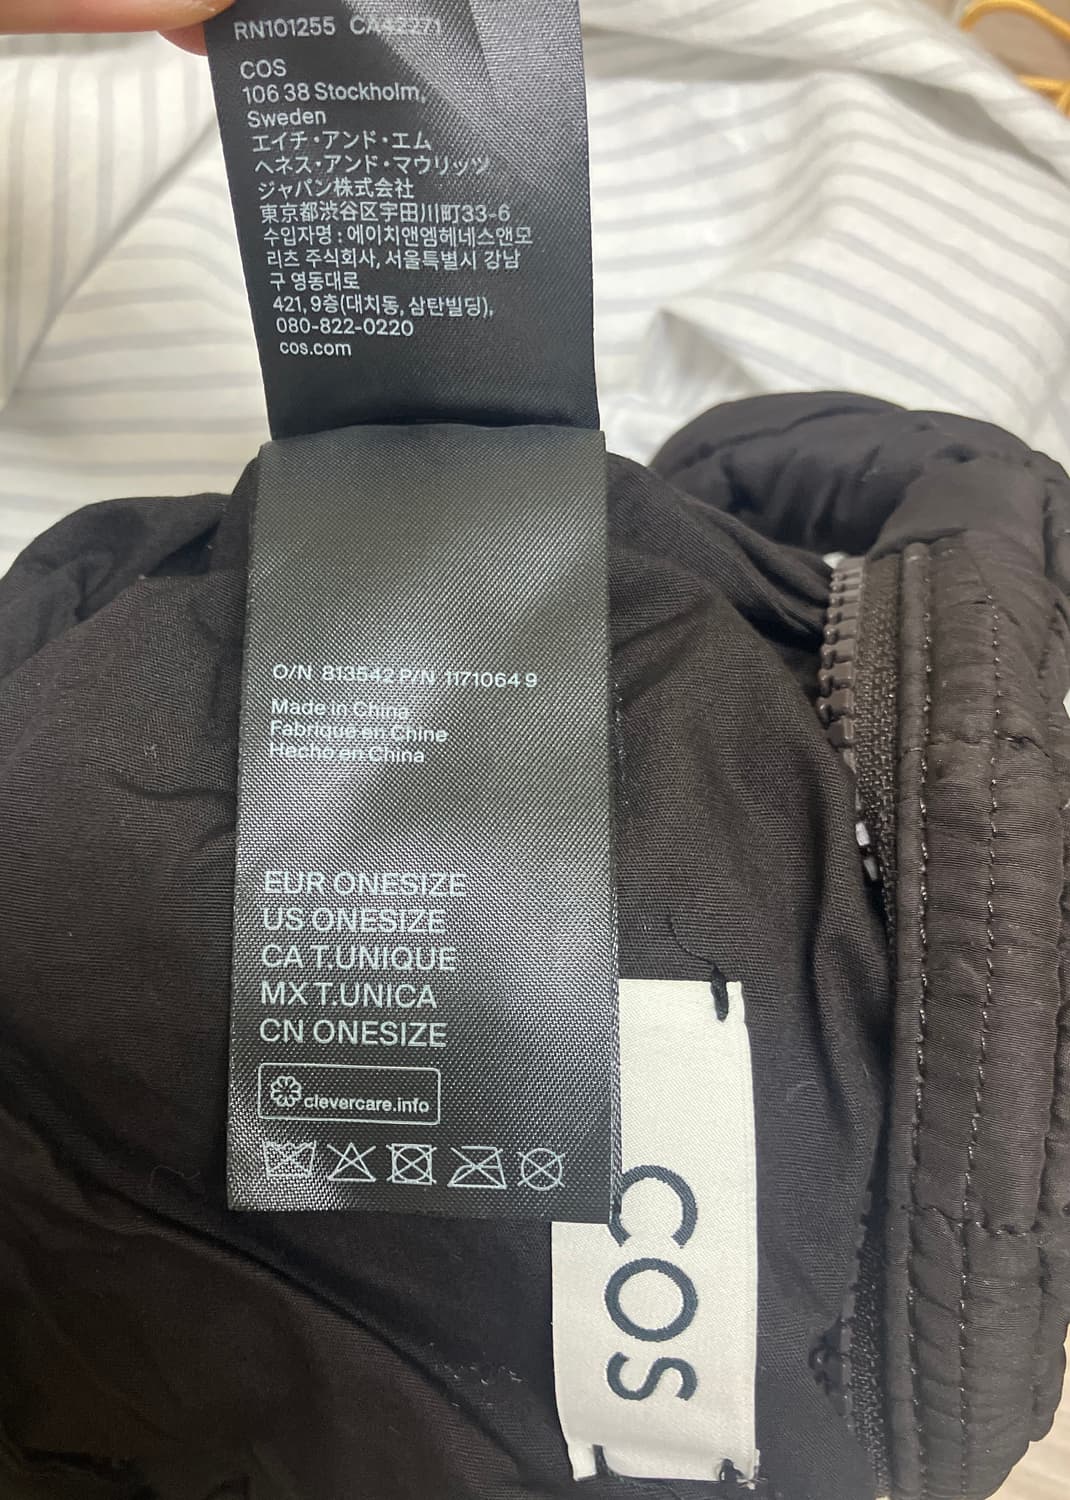 RN101255 CA42271
COS
106 38 Stockholm,
Sweden
エイチ・アンド・エム
ヘネス・アンド・マウリッツ
ジャパン株式会社
東京都渋谷区宇田川町33-6
수입자명 : 에이치앤엠헤네스앤모
리츠 주식회사, 서울특별시 강남
구 영동대로
421, 9층(대치동, 삼탄빌딩),
080-822-0220
cos.com
O/N 813542 P/N 1171064 9
Made in China
Fabriqué en Chine
Hecho en China
EUR ONESIZE
US ONESIZE
CA T.UNIQUE
MX T.UNICA
CN ONESIZE
clevercare.info
COS